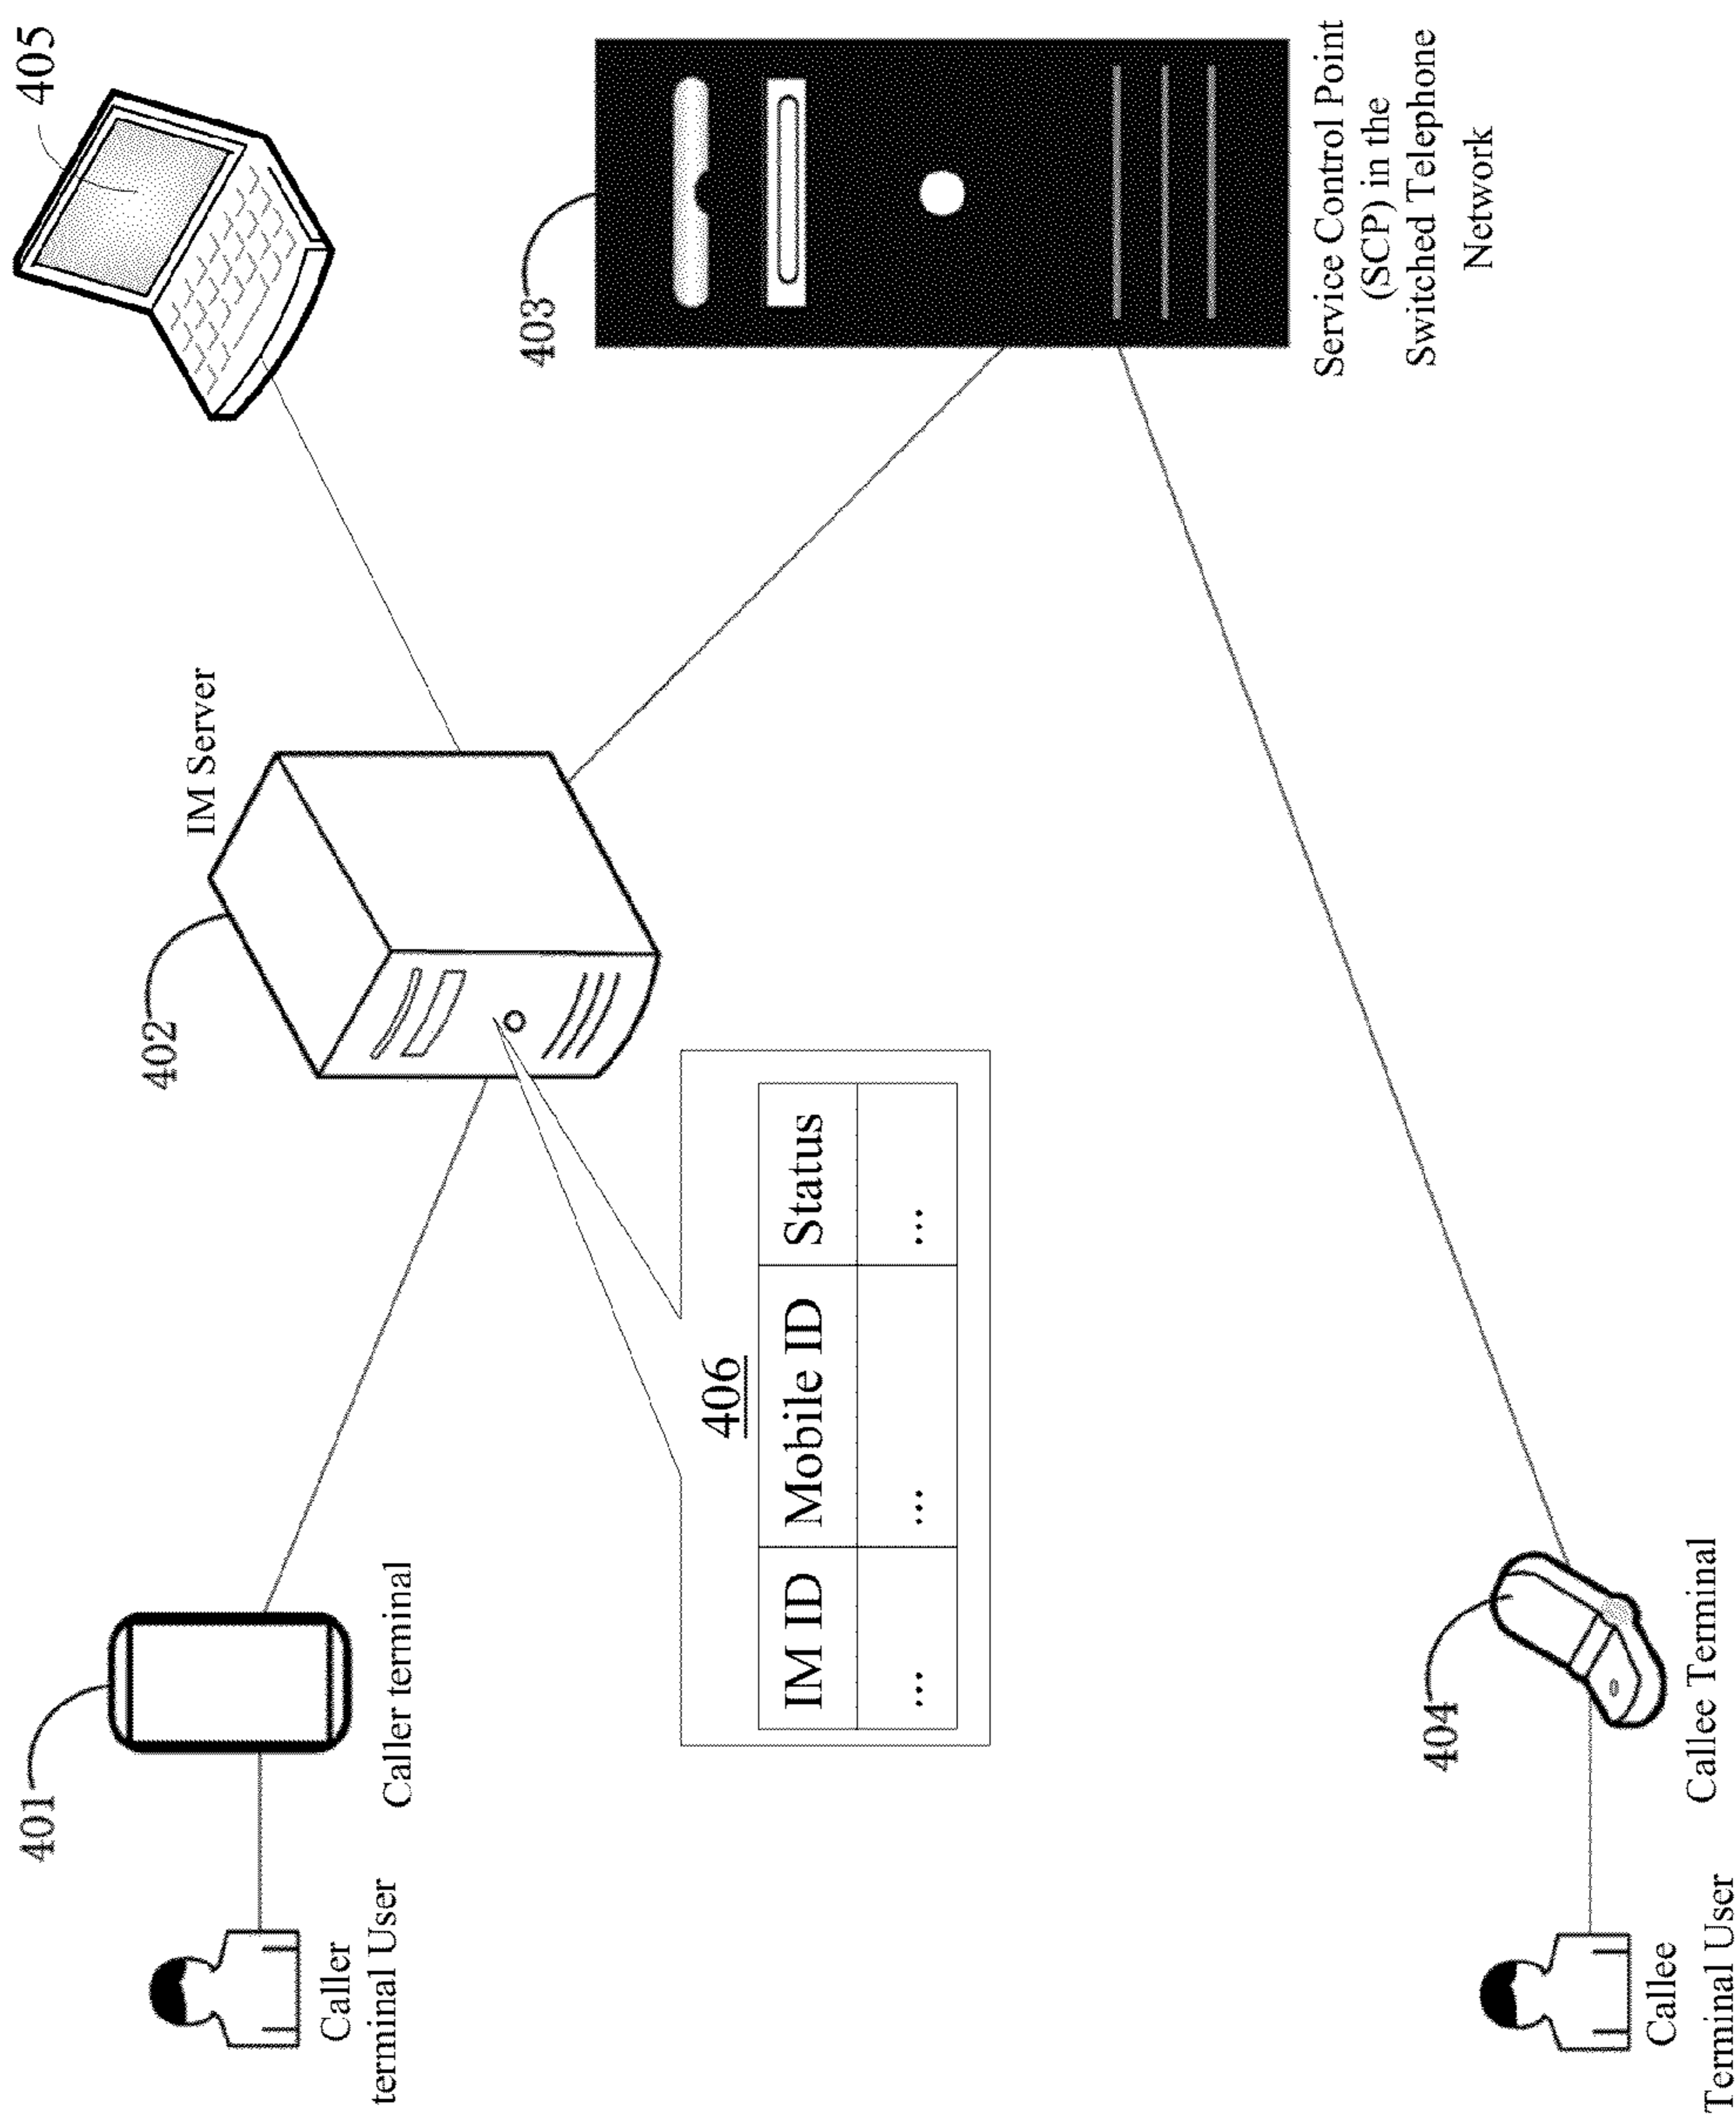 401
Caller
terminal User
Caller terminal
402
IM Server
405
406
IM ID Mobile ID Status
... ... ...
403
Service Control Point
(SCP) in the
Switched Telephone
Network
404
Callee
Terminal User
Callee Terminal